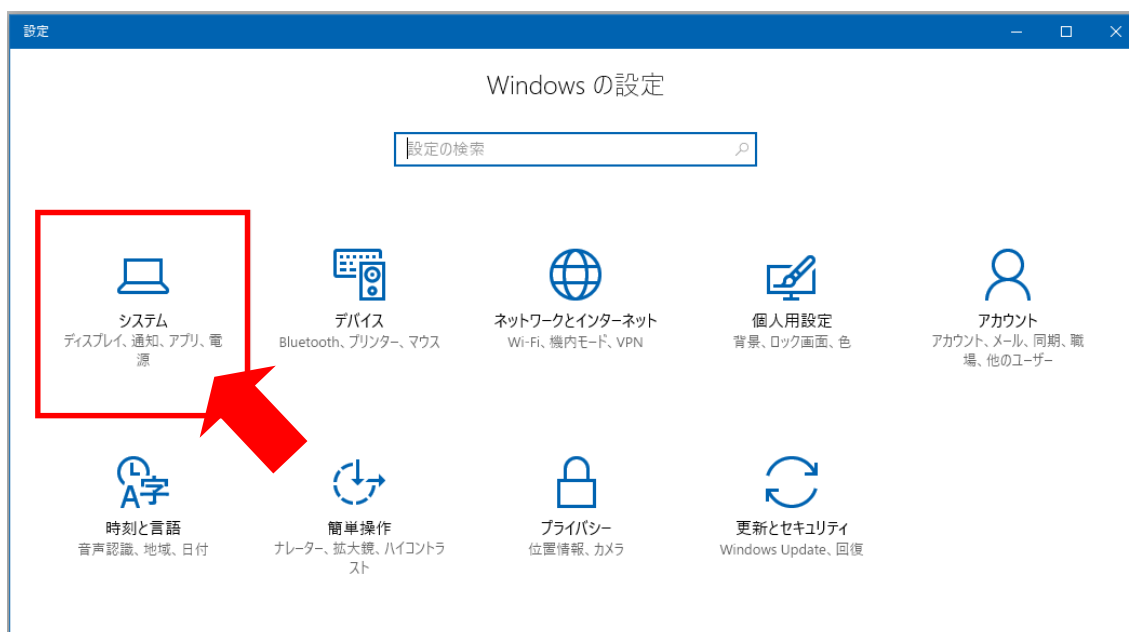 設定
Windows の設定
設定の検索
システム
ディスプレイ、通知、アプリ、電
源
デバイス
Bluetooth、プリンター、マウス
ネットワークとインターネット
Wi-Fi、機内モード、VPN
個人用設定
背景、ロック画面、色
アカウント
アカウント、メール、同期、職
場、他のユーザー
時刻と言語
音声認識、地域、日付
簡単操作
ナレーター、拡大鏡、ハイコントラ
スト
プライバシー
位置情報、カメラ
更新とセキュリティ
Windows Update、回復